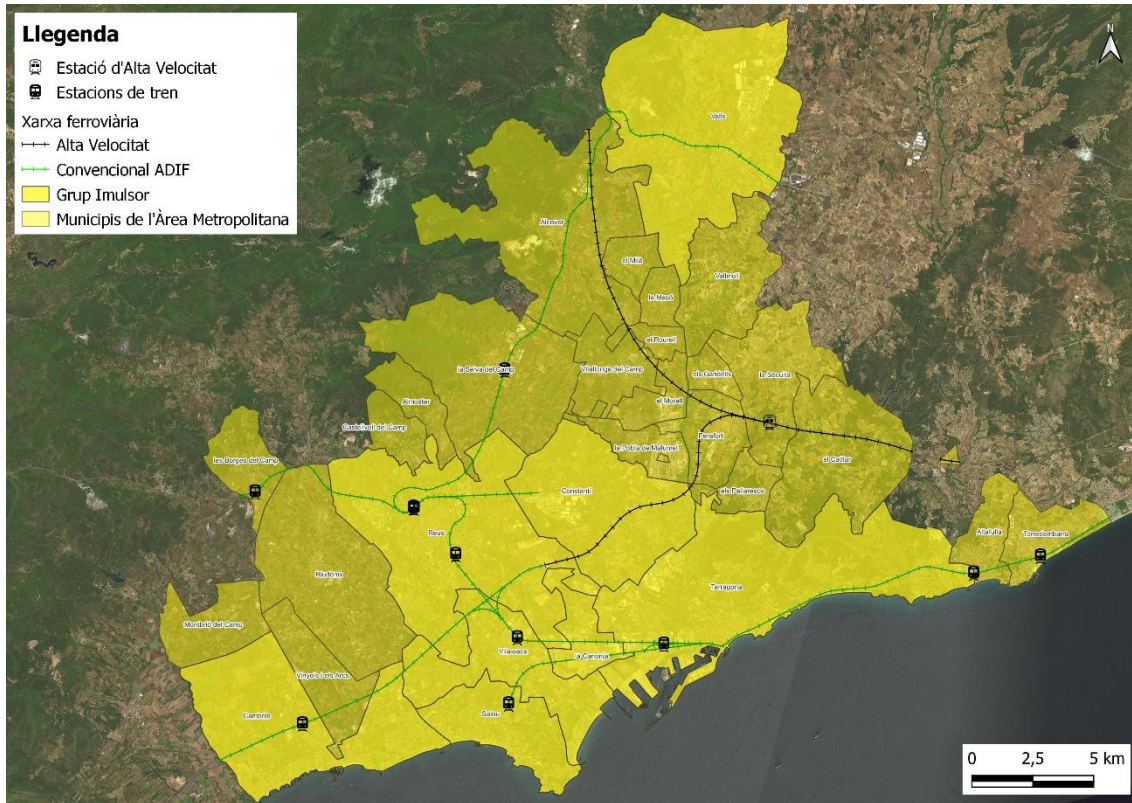 Llegenda
Estació d'Alta Velocitat
Estacions de tren
Xarxa ferroviària
Alta Velocitat
Convencional ADIF
Grup Imulsor
Municipis de l'Àrea Metropolitana
N
Valls
Alcover
el Milà
Vallmoll
la Masó
el Rourell
la Selva del Camp
Vilallonga del Camp
els Garidells
la Secuita
Almoster
el Morell
Castellvell del Camp
Perafort
la Pobla de Mafumet
les Borges del Camp
el Catllar
els Pallaresos
Constantí
Reus
Altafulla
Torredembarra
Riudoms
Tarragona
Montbrió del Camp
Vila-seca
la Canonja
Vinyols i els Arcs
Cambrils
Salou
0 2,5 5 km